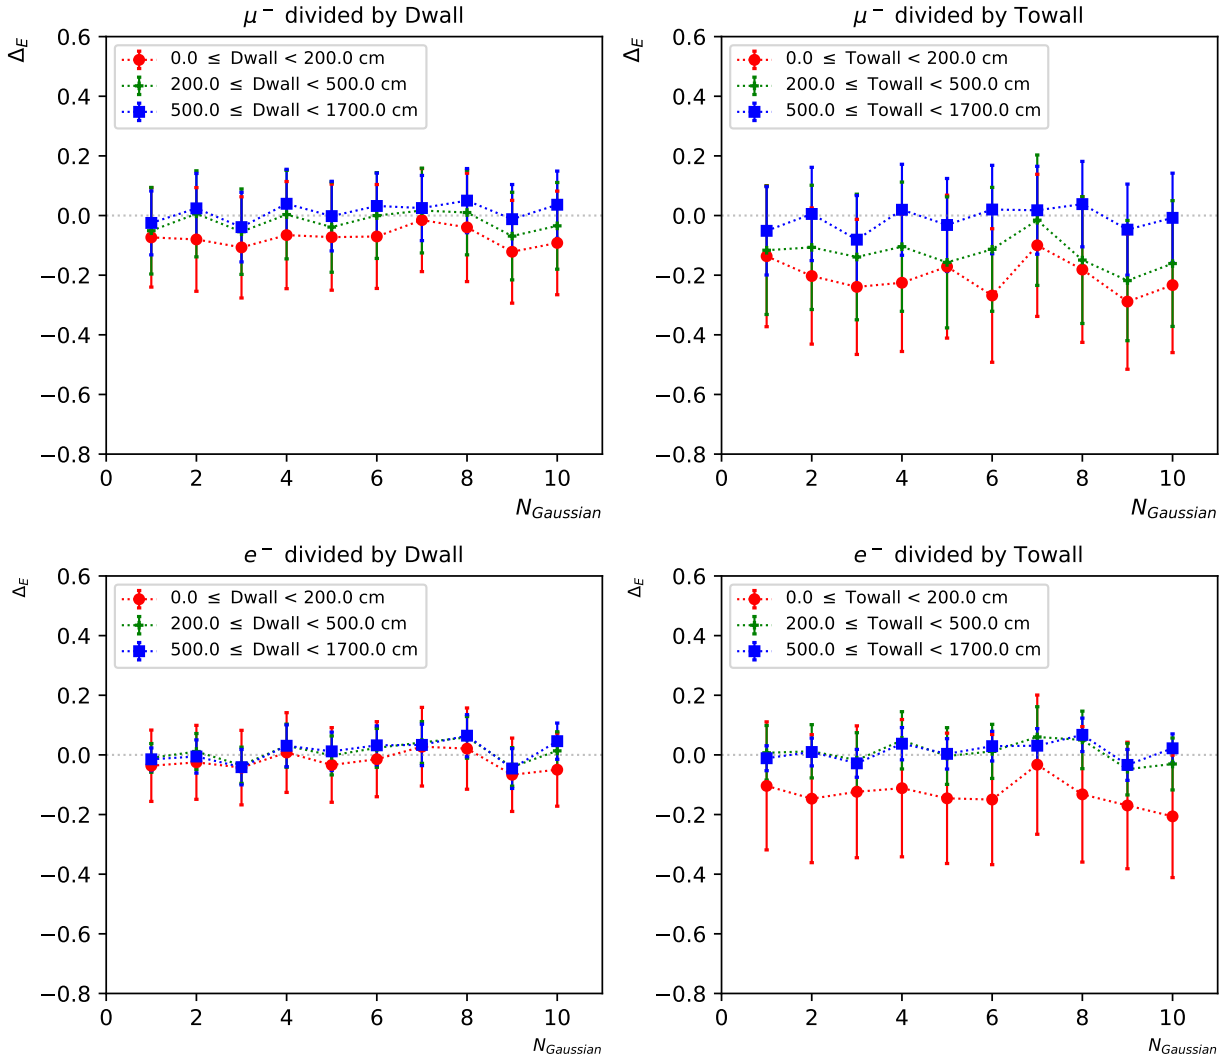 μ⁻ divided by Dwall
Δ_E
0.0 ≤ Dwall < 200.0 cm
200.0 ≤ Dwall < 500.0 cm
500.0 ≤ Dwall < 1700.0 cm
0.6
0.4
0.2
0.0
−0.2
−0.4
−0.6
−0.8
0 2 4 6 8 10
N_Gaussian
μ⁻ divided by Towall
Δ_E
0.0 ≤ Towall < 200.0 cm
200.0 ≤ Towall < 500.0 cm
500.0 ≤ Towall < 1700.0 cm
0.6
0.4
0.2
0.0
−0.2
−0.4
−0.6
−0.8
0 2 4 6 8 10
N_Gaussian
e⁻ divided by Dwall
Δ_E
0.0 ≤ Dwall < 200.0 cm
200.0 ≤ Dwall < 500.0 cm
500.0 ≤ Dwall < 1700.0 cm
0.6
0.4
0.2
0.0
−0.2
−0.4
−0.6
−0.8
0 2 4 6 8 10
N_Gaussian
e⁻ divided by Towall
Δ_E
0.0 ≤ Towall < 200.0 cm
200.0 ≤ Towall < 500.0 cm
500.0 ≤ Towall < 1700.0 cm
0.6
0.4
0.2
0.0
−0.2
−0.4
−0.6
−0.8
0 2 4 6 8 10
N_Gaussian